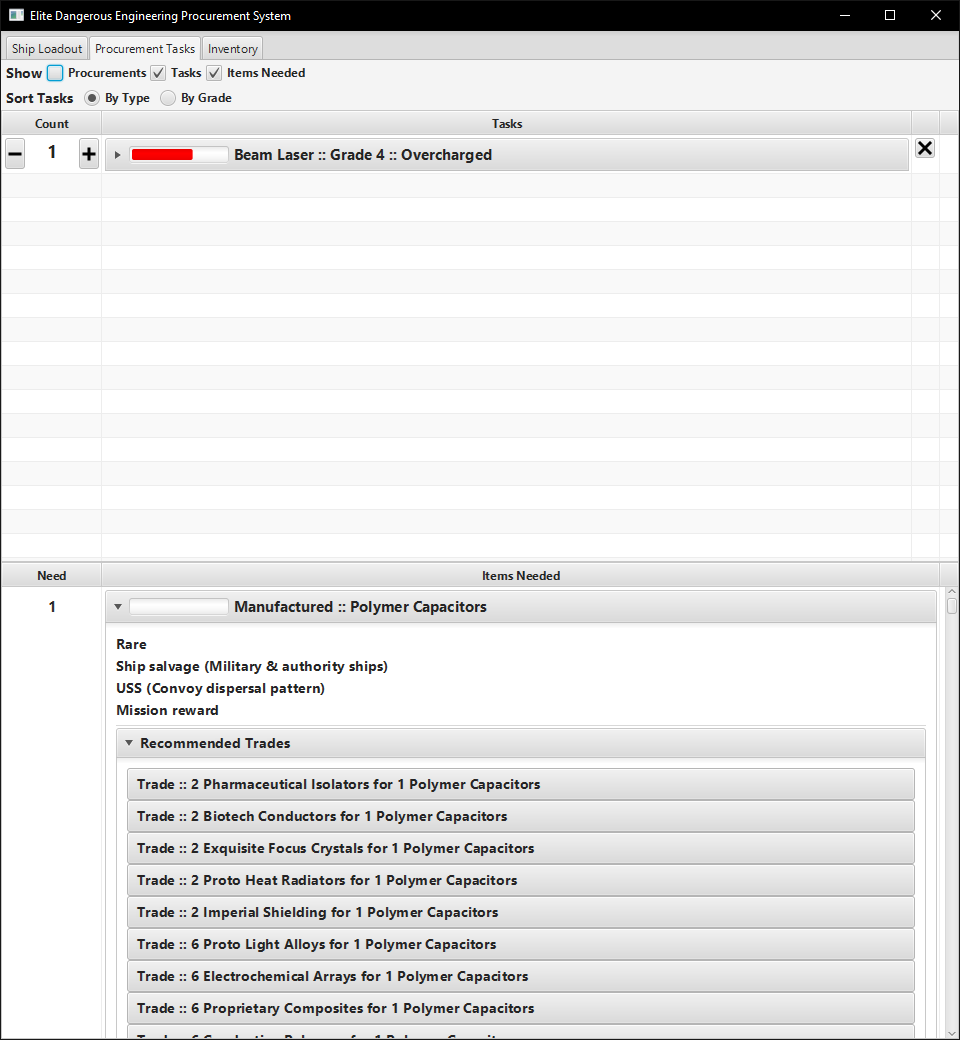 Elite Dangerous Engineering Procurement System
Ship Loadout Procurement Tasks Inventory
Show Procurements Tasks Items Needed
Sort Tasks By Type By Grade
Count Tasks
1 Beam Laser :: Grade 4 :: Overcharged
Need Items Needed
1 Manufactured :: Polymer Capacitors
Rare
Ship salvage (Military & authority ships)
USS (Convoy dispersal pattern)
Mission reward
Recommended Trades
Trade :: 2 Pharmaceutical Isolators for 1 Polymer Capacitors
Trade :: 2 Biotech Conductors for 1 Polymer Capacitors
Trade :: 2 Exquisite Focus Crystals for 1 Polymer Capacitors
Trade :: 2 Proto Heat Radiators for 1 Polymer Capacitors
Trade :: 2 Imperial Shielding for 1 Polymer Capacitors
Trade :: 6 Proto Light Alloys for 1 Polymer Capacitors
Trade :: 6 Electrochemical Arrays for 1 Polymer Capacitors
Trade :: 6 Proprietary Composites for 1 Polymer Capacitors